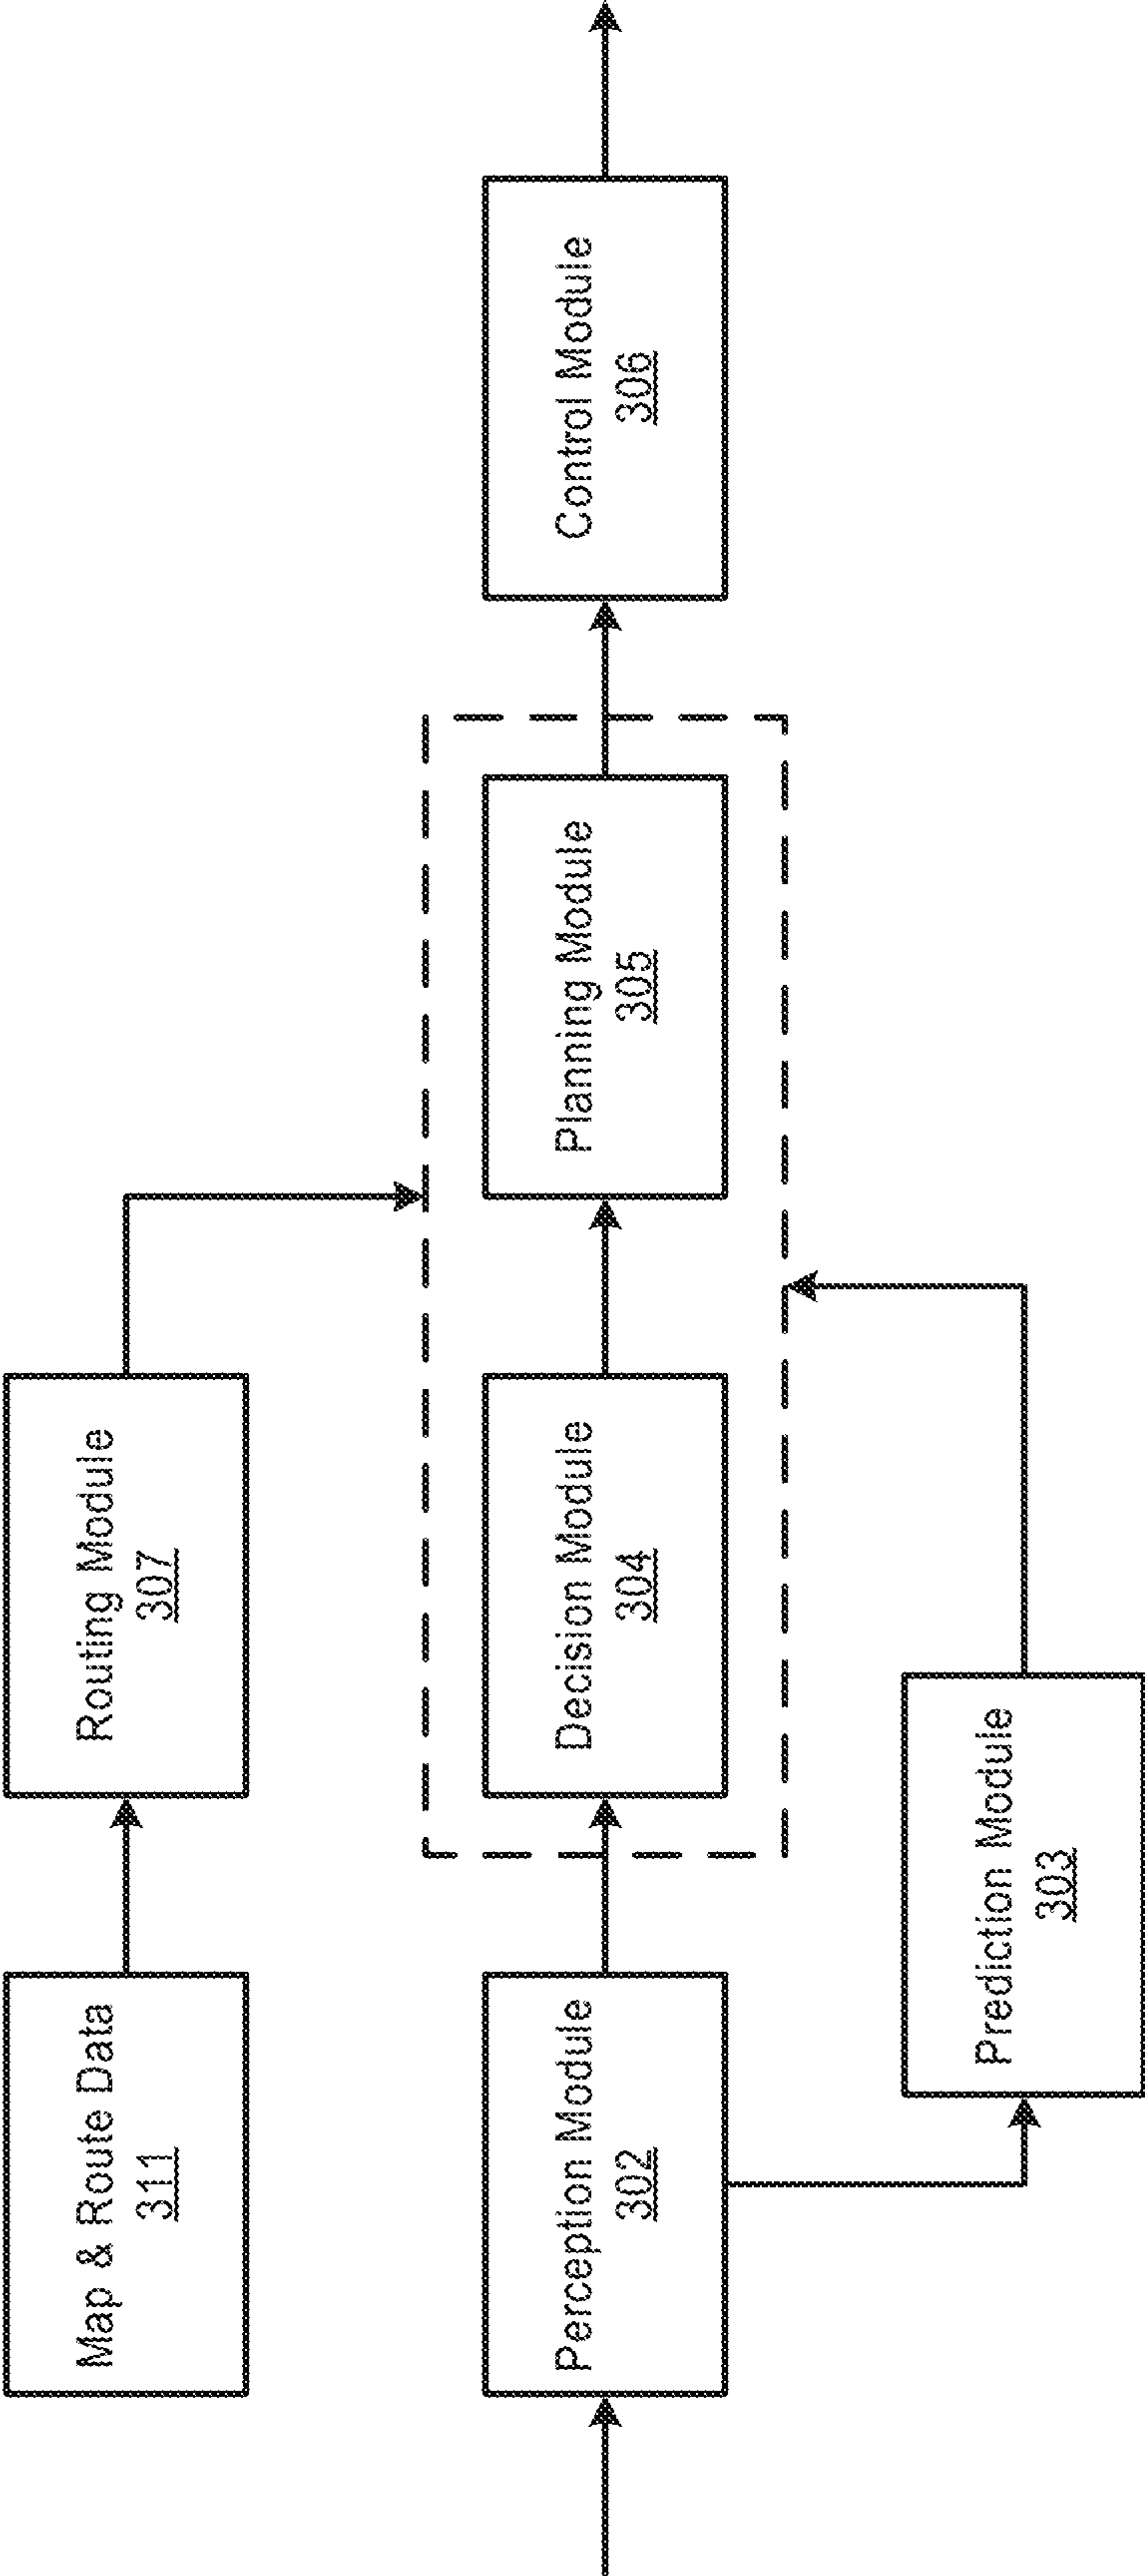 Map & Route Data
311
Routing Module
307
Perception Module
302
Decision Module
304
Planning Module
305
Control Module
306
Prediction Module
303